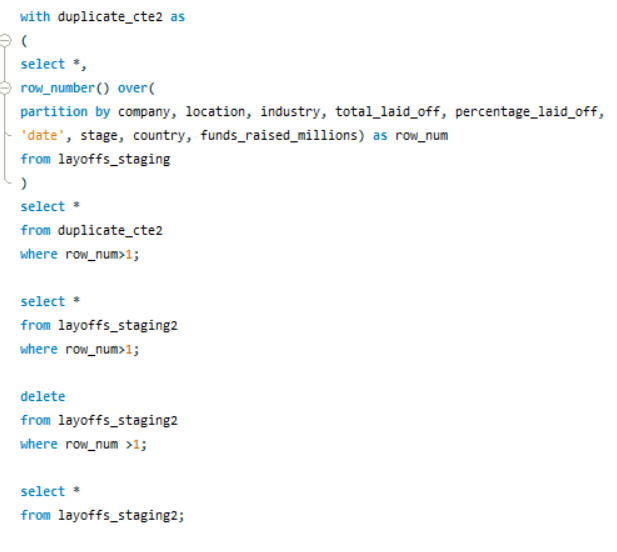 with duplicate_cte2 as
(
select *,
row_number() over(
partition by company, location, industry, total_laid_off, percentage_laid_off,
'date', stage, country, funds_raised_millions) as row_num
from layoffs_staging
)
select *
from duplicate_cte2
where row_num>1;
select *
from layoffs_staging2
where row_num>1;
delete
from layoffs_staging2
where row_num >1;
select *
from layoffs_staging2;